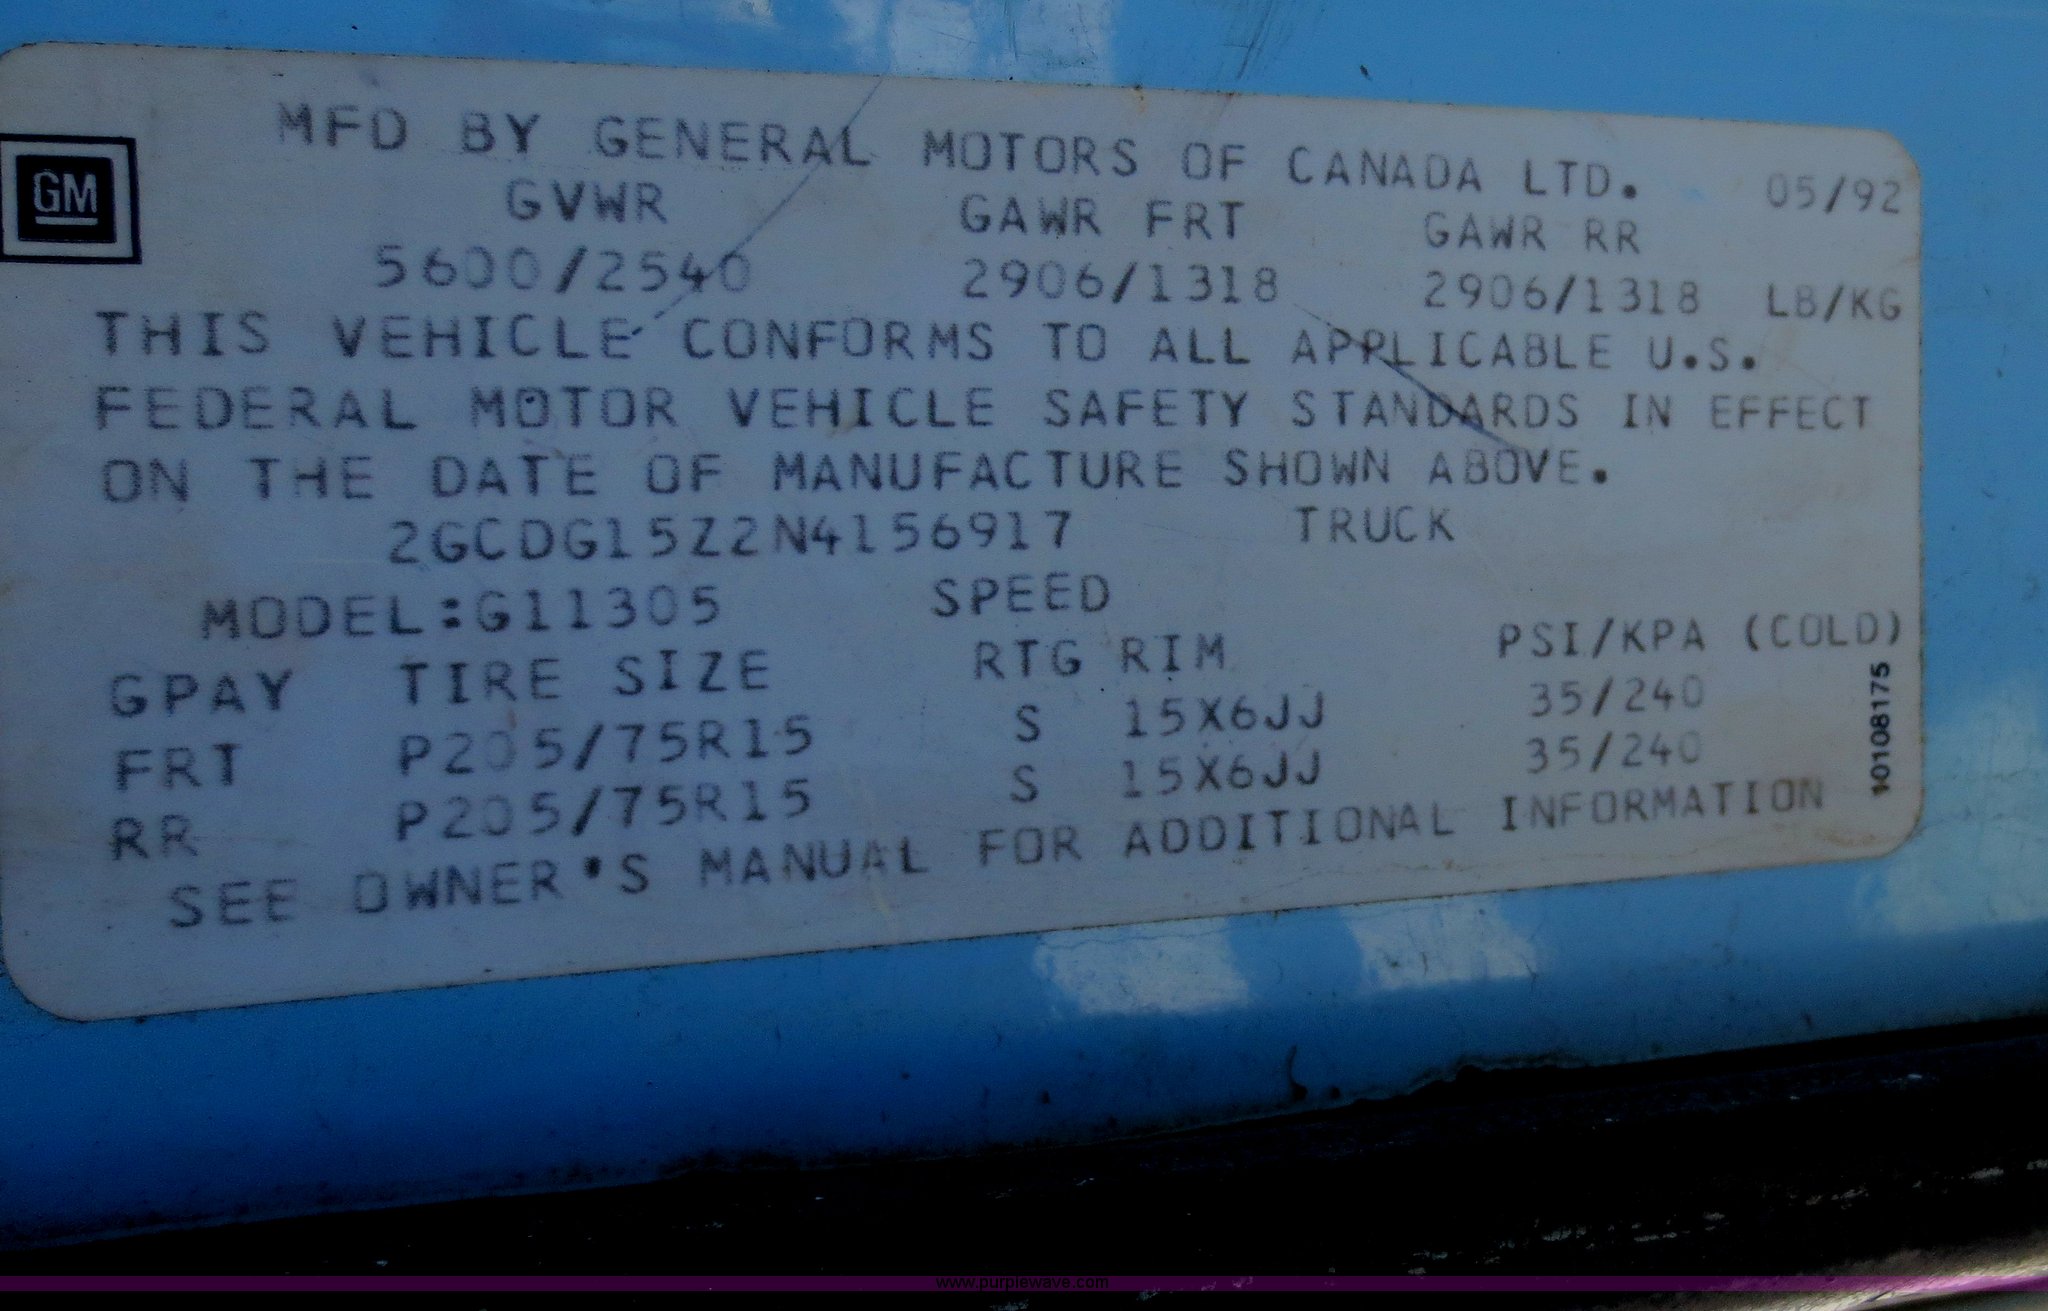 GM
MFD BY GENERAL MOTORS OF CANADA LTD. 05/92
GVWR GAWR FRT GAWR RR
5600/2540 2906/1318 2906/1318 LB/KG
THIS VEHICLE CONFORMS TO ALL APPLICABLE U.S.
FEDERAL MOTOR VEHICLE SAFETY STANDARDS IN EFFECT
ON THE DATE OF MANUFACTURE SHOWN ABOVE.
2GCDG15Z2N4156917 TRUCK
MODEL:G11305 SPEED
GPAY TIRE SIZE RTG RIM PSI/KPA (COLD)
FRT P205/75R15 S 15X6JJ 35/240
RR P205/75R15 S 15X6JJ 35/240
SEE OWNER'S MANUAL FOR ADDITIONAL INFORMATION
10108175
www.purplewave.com